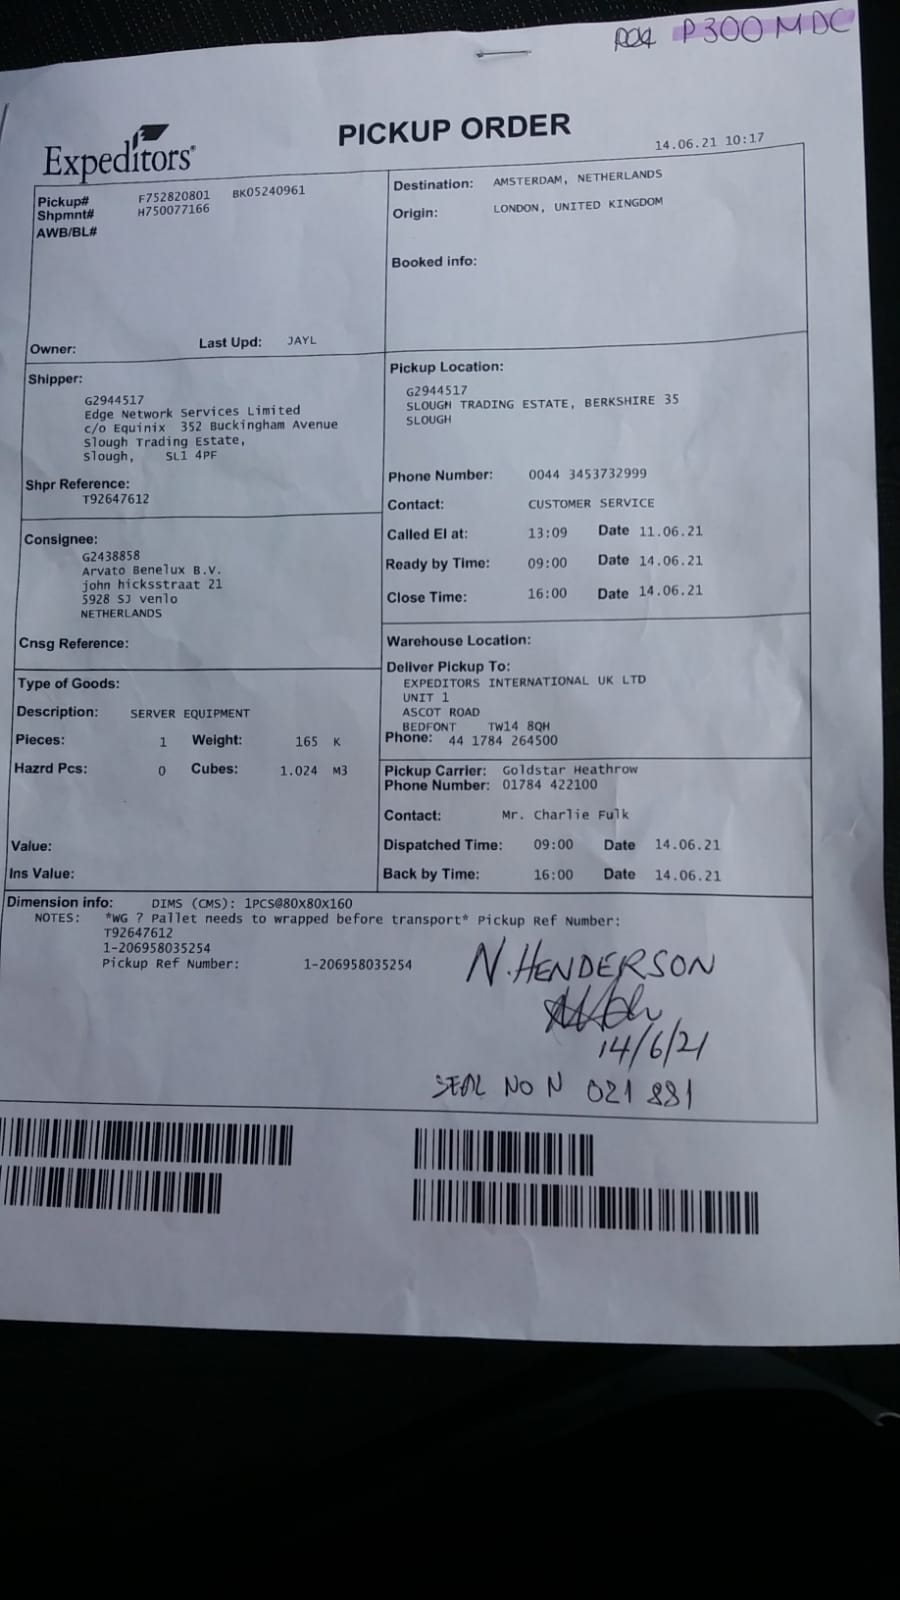 P300 MDC
Expeditors
PICKUP ORDER
14.06.21 10:17
Pickup# F752820801 BK05240961
Shpmnt# H750077166
AWB/BL#
Owner: Last Upd: JAYL
Destination: AMSTERDAM, NETHERLANDS
Origin: LONDON, UNITED KINGDOM
Booked info:
Shipper:
G2944517
Edge Network Services Limited
c/o Equinix 352 Buckingham Avenue
Slough Trading Estate,
Slough, SL1 4PF
Shpr Reference:
T92647612
Pickup Location:
G2944517
SLOUGH TRADING ESTATE, BERKSHIRE 35
SLOUGH
Phone Number: 0044 3453732999
Contact: CUSTOMER SERVICE
Called EI at: 13:09 Date 11.06.21
Ready by Time: 09:00 Date 14.06.21
Close Time: 16:00 Date 14.06.21
Consignee:
G2438858
Arvato Benelux B.V.
john hicksstraat 21
5928 SJ venlo
NETHERLANDS
Cnsg Reference:
Warehouse Location:
Deliver Pickup To:
EXPEDITORS INTERNATIONAL UK LTD
UNIT 1
ASCOT ROAD
BEDFONT TW14 8QH
Phone: 44 1784 264500
Type of Goods:
Description: SERVER EQUIPMENT
Pieces: 1 Weight: 165 K
Hazrd Pcs: 0 Cubes: 1.024 M3
Value:
Ins Value:
Pickup Carrier: Goldstar Heathrow
Phone Number: 01784 422100
Contact: Mr. Charlie Fulk
Dispatched Time: 09:00 Date 14.06.21
Back by Time: 16:00 Date 14.06.21
Dimension info: DIMS (CMS): 1PCS@80X80X160
NOTES: *WG ? Pallet needs to wrapped before transport* Pickup Ref Number:
T92647612
1-206958035254
Pickup Ref Number: 1-206958035254
N. HENDERSON
14/6/21
SEAL NO N 021 881